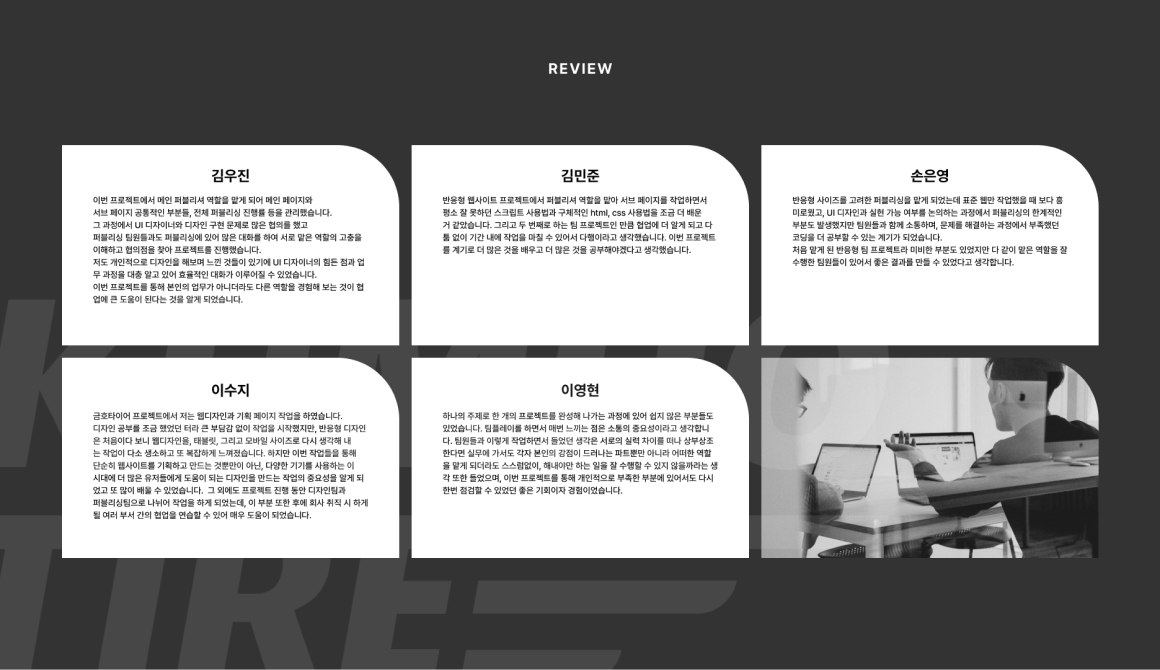 REVIEW
김우진
이번 프로젝트에서 메인 퍼블리셔 역할을 맡게 되어 메인 페이지와
서브 페이지 공통적인 부분들, 전체 퍼블리싱 진행률 등을 관리했습니다.
그 과정에서 UI 디자이너와 디자인 구현 문제로 많은 협의를 했고
퍼블리싱 팀원들과도 퍼블리싱에 있어 많은 대화를 하여 서로 맡은 역할의 고충을
이해하고 협의점을 찾아 프로젝트를 진행했습니다.
저도 개인적으로 디자인을 해보며 느낀 것들이 있기에 UI 디자이너의 힘든 점과 업
무 과정을 대충 알고 있어 효율적인 대화가 이루어질 수 있었습니다.
이번 프로젝트를 통해 본인의 업무가 아니더라도 다른 역할을 경험해 보는 것이 협
업에 큰 도움이 된다는 것을 알게 되었습니다.
김민준
반응형 웹사이트 프로젝트에서 퍼블리셔 역할을 맡아 서브 페이지를 작업하면서
평소 잘 못하던 스크립트 사용법과 구체적인 html, css 사용법을 조금 더 배운
거 같았습니다. 그리고 두 번째로 하는 팀 프로젝트인 만큼 협업에 더 알게 되고 다
툼 없이 기간 내에 작업을 마칠 수 있어서 다행이라고 생각했습니다. 이번 프로젝트
를 계기로 더 많은 것을 배우고 더 많은 것을 공부해야겠다고 생각했습니다.
손은영
반응형 사이즈를 고려한 퍼블리싱을 맡게 되었는데 표준 웹만 작업했을 때 보다 흥
미로웠고, UI 디자인과 실현 가능 여부를 논의하는 과정에서 퍼블리싱의 한계적인
부분도 발생했지만 팀원들과 함께 소통하며, 문제를 해결하는 과정에서 부족했던
코딩을 더 공부할 수 있는 계기가 되었습니다.
처음 맡게 된 반응형 팀 프로젝트라 미비한 부분도 있었지만 다 같이 맡은 역할을 잘
수행한 팀원들이 있어서 좋은 결과를 만들 수 있었다고 생각합니다.
이수지
금호타이어 프로젝트에서 저는 웹디자인과 기획 페이지 작업을 하였습니다.
디자인 공부를 조금 했었던 터라 큰 부담감 없이 작업을 시작했지만, 반응형 디자인
은 처음이다 보니 웹디자인을, 태블릿, 그리고 모바일 사이즈로 다시 생각해 내
는 작업이 다소 생소하고 또 복잡하게 느껴졌습니다. 하지만 이번 작업들을 통해
단순히 웹사이트를 기획하고 만드는 것뿐만이 아닌, 다양한 기기를 사용하는 이
시대에 더 많은 유저들에게 도움이 되는 디자인을 만드는 작업의 중요성을 알게 되
었고 또 많이 배울 수 있었습니다. 그 외에도 프로젝트 진행 동안 디자인팀과
퍼블리싱팀으로 나뉘어 작업을 하게 되었는데, 이 부분 또한 후에 회사 취직 시 하게
될 여러 부서 간의 협업을 연습할 수 있어 매우 도움이 되었습니다.
이영현
하나의 주제로 한 개의 프로젝트를 완성해 나가는 과정에 있어 쉽지 않은 부분들도
있었습니다. 팀플레이를 하면서 매번 느끼는 점은 소통의 중요성이라고 생각합니
다. 팀원들과 이렇게 작업하면서 들었던 생각은 서로의 실력 차이를 떠나 상부상조
한다면 실무에 가서도 각자 본인의 강점이 드러나는 파트뿐만 아니라 어떠한 역할
을 맡게 되더라도 스스럼없이, 해내야만 하는 일을 잘 수행할 수 있지 않을까라는 생
각 또한 들었으며, 이번 프로젝트를 통해 개인적으로 부족한 부분에 있어서도 다시
한번 점검할 수 있었던 좋은 기회이자 경험이었습니다.
KUMHO
TIRE